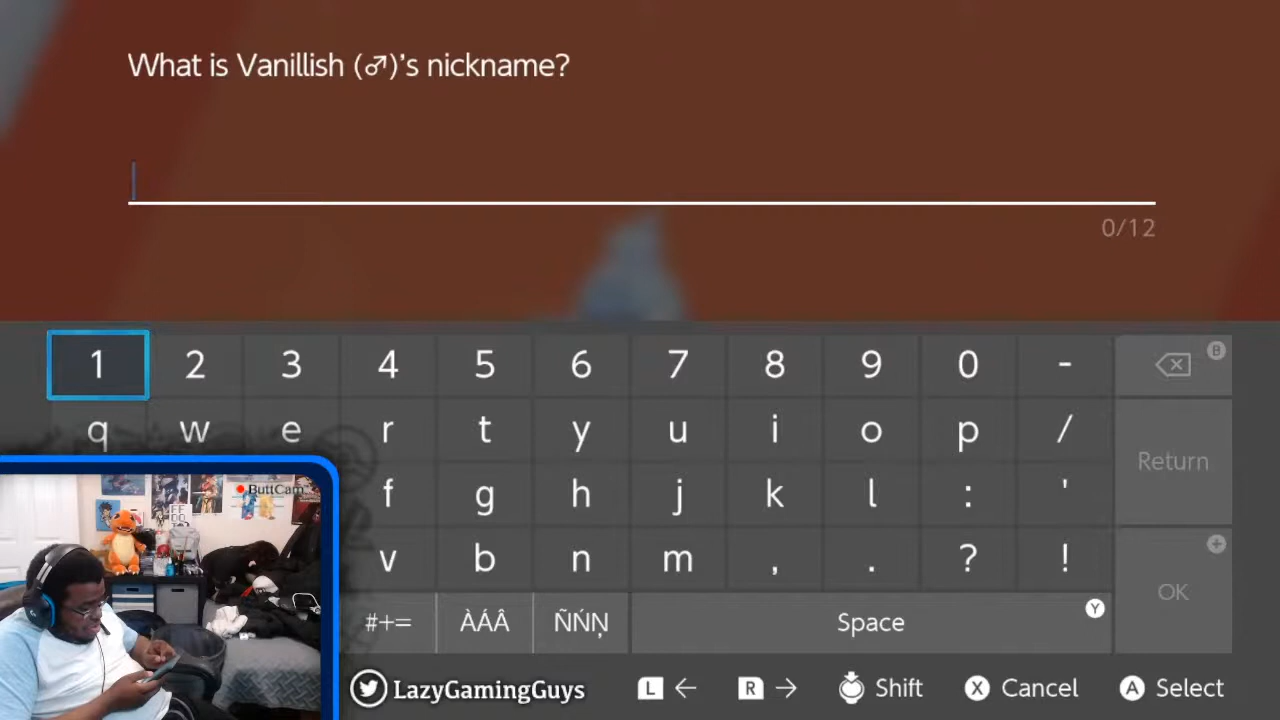 What is Vanillish (♂)'s nickname?
0/12
1 2 3 4 5 6 7 8 9 0 - B
q w e r t y u i o p / Return
f g h j k l : '
v b n m , . ? ! +
#+= ÀÁÂ ÑŃŅ Space Y OK
ButtCam
LazyGamingGuys L ← R → Shift X Cancel A Select